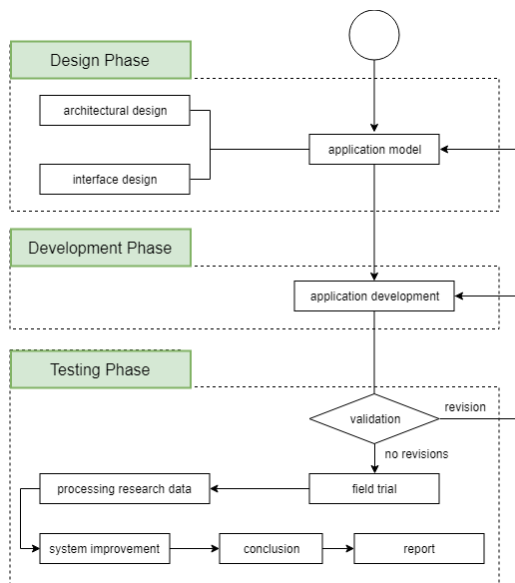 Design Phase
architectural design
application model
interface design
Development Phase
application development
Testing Phase
validation
revision
no revisions
processing research data
field trial
system improvement
conclusion
report